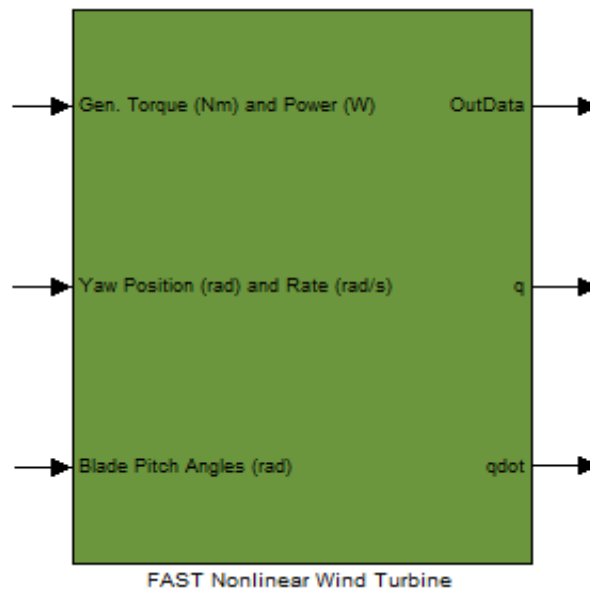 Gen. Torque (Nm) and Power (W) OutData
Yaw Position (rad) and Rate (rad/s) q
Blade Pitch Angles (rad) qdot
FAST Nonlinear Wind Turbine